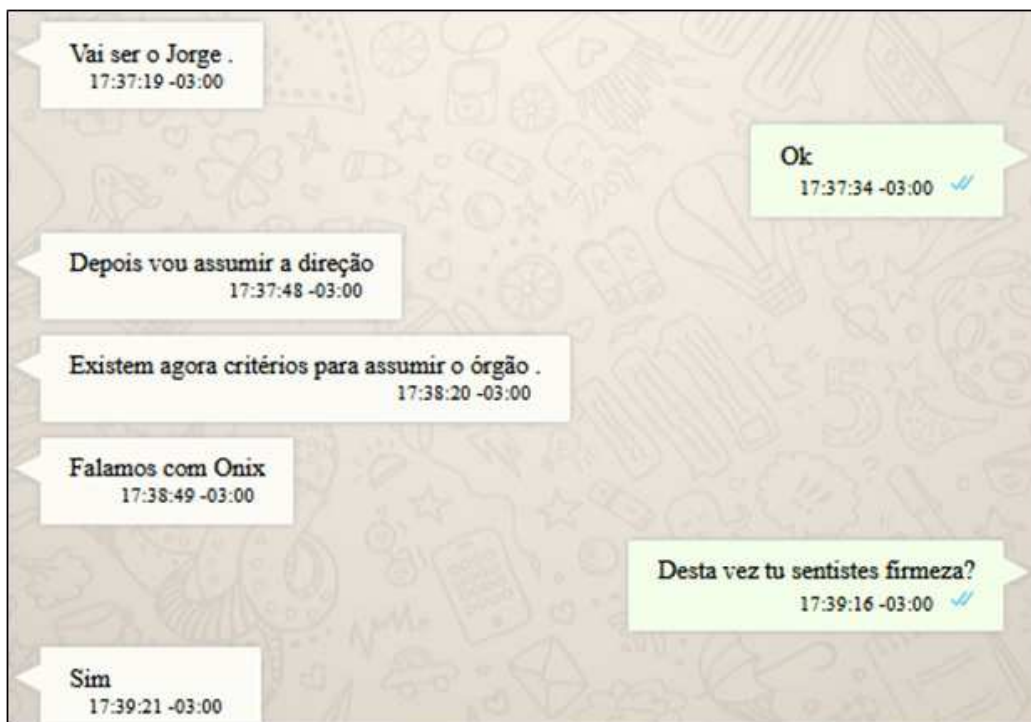 Vai ser o Jorge .
17:37:19 -03:00
Ok
17:37:34 -03:00
Depois vou assumir a direção
17:37:48 -03:00
Existem agora critérios para assumir o órgão .
17:38:20 -03:00
Falamos com Onix
17:38:49 -03:00
Desta vez tu sentistes firmeza?
17:39:16 -03:00
Sim
17:39:21 -03:00